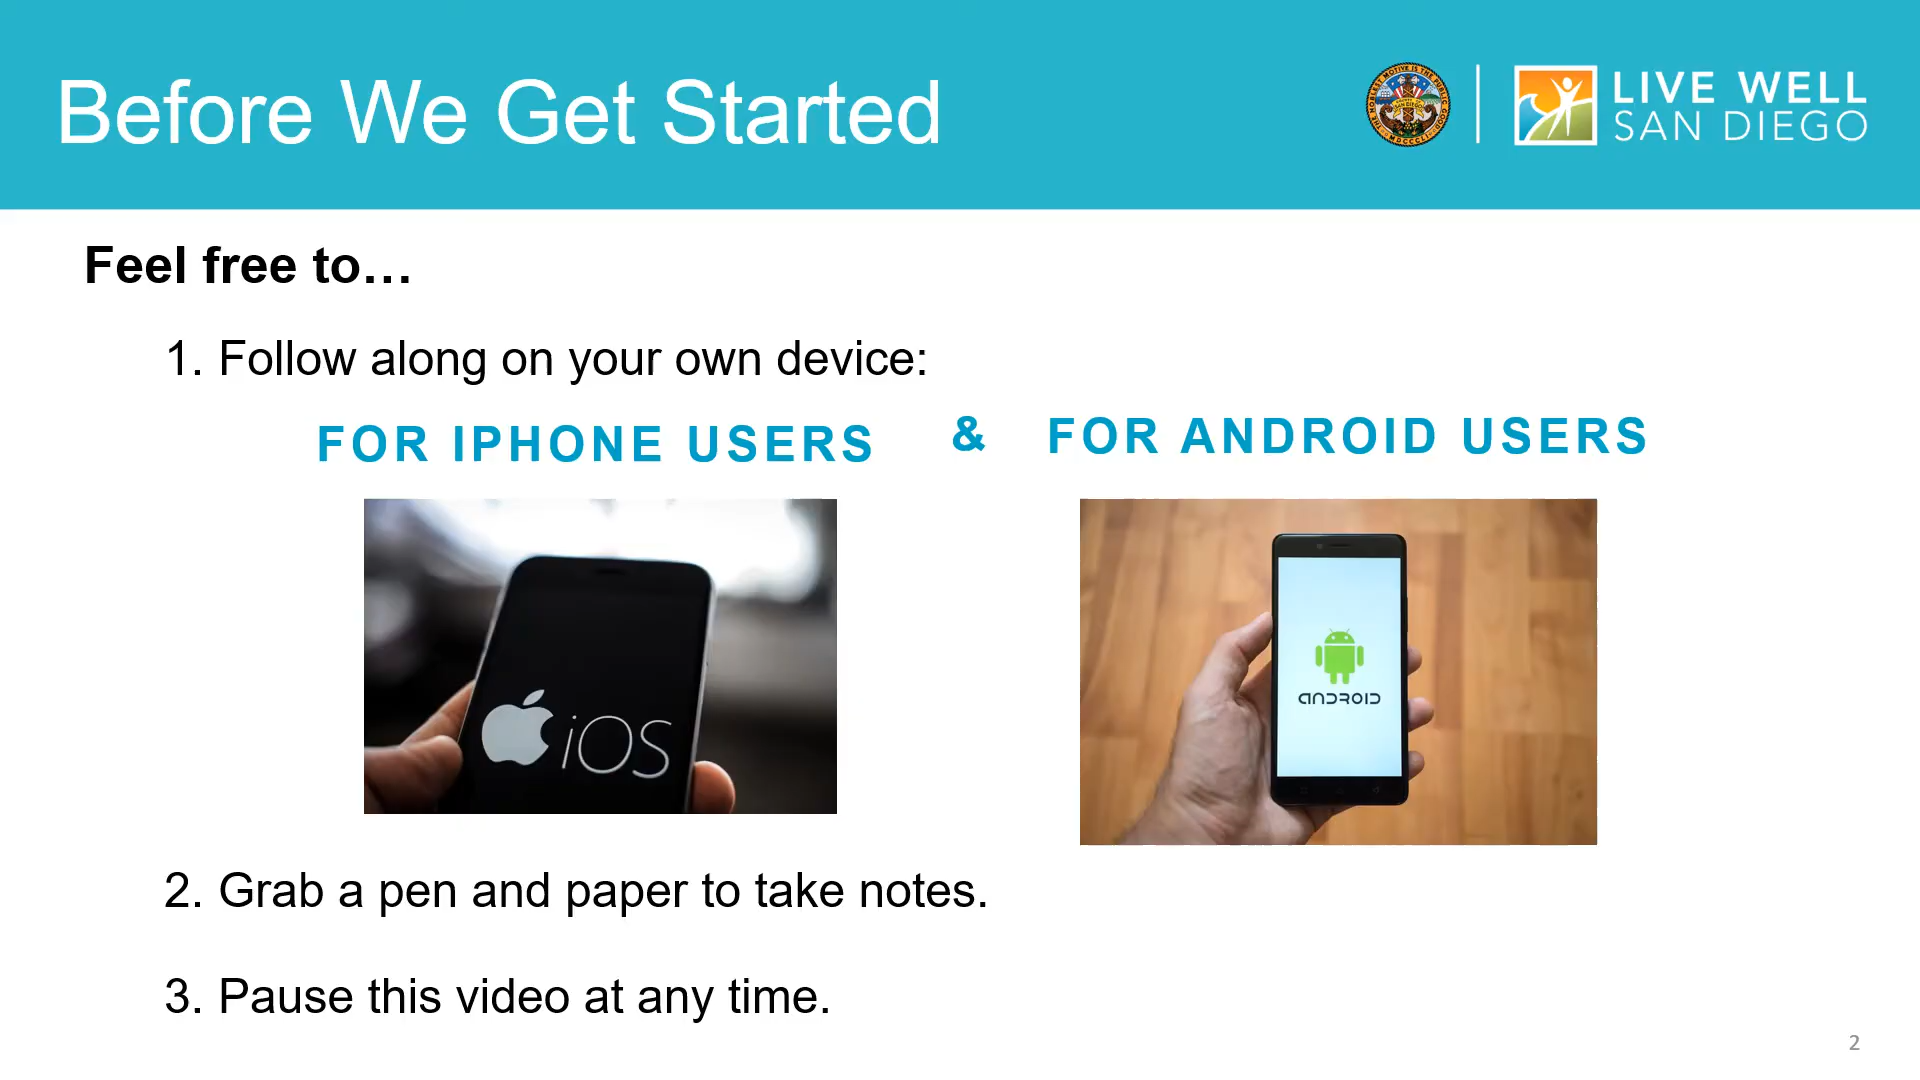 Before We Get Started
LIVE WELL
SAN DIEGO
Feel free to…
1. Follow along on your own device:
FOR IPHONE USERS & FOR ANDROID USERS
iOS
ANDROID
2. Grab a pen and paper to take notes.
3. Pause this video at any time.
2